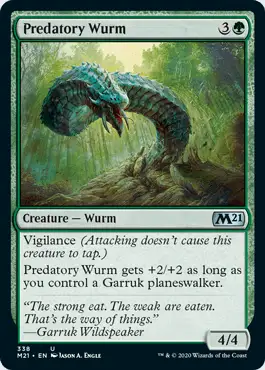 Predatory Wurm 3
Creature — Wurm M21
Vigilance (Attacking doesn't cause this
creature to tap.)
Predatory Wurm gets +2/+2 as long as
you control a Garruk planeswalker.
"The strong eat. The weak are eaten.
That's the way of things."
—Garruk Wildspeaker
4/4
338 U
M21 • EN JASON A. ENGLE ™ & © 2020 Wizards of the Coast